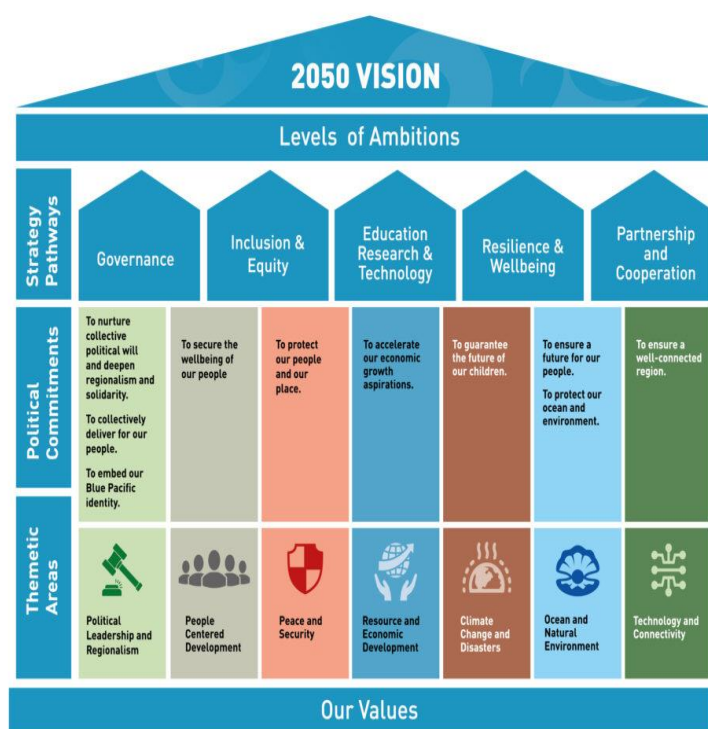 2050 VISION
Levels of Ambitions
Strategy
Pathways
Governance
Inclusion &
Equity
Education
Research &
Technology
Resilience &
Wellbeing
Partnership
and
Cooperation
Political
Commitments
To nurture
collective
political will
and deepen
regionalism and
solidarity.
To collectively
deliver for our
people.
To embed our
Blue Pacific
identity.
To secure the
wellbeing of
our people
To protect
our people
and our
place.
To accelerate
our economic
growth
aspirations.
To guarantee
the future of
our children.
To ensure a
future for our
people.
To protect our
ocean and
environment.
To ensure a
well-connected
region.
Themetic
Areas
Political
Leadership and
Regionalism
People
Centered
Development
Peace and
Security
Resource and
Economic
Development
Climate
Change and
Disasters
Ocean and
Natural
Environment
Technology and
Connectivity
Our Values